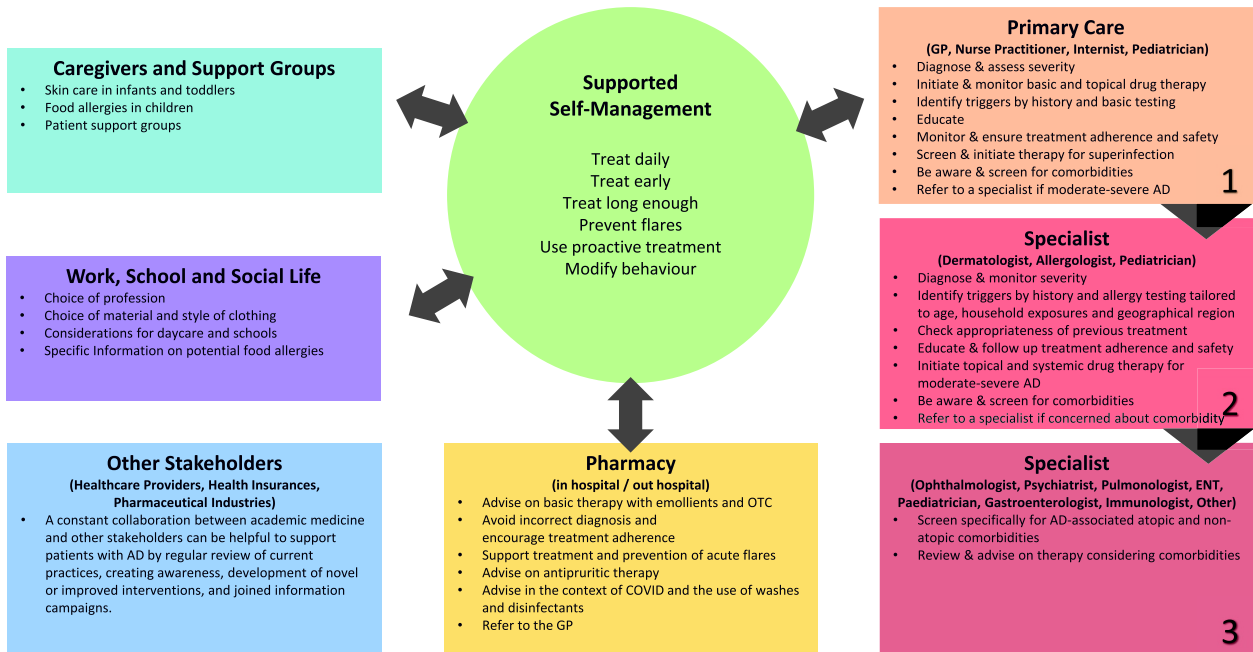 Caregivers and Support Groups
• Skin care in infants and toddlers
• Food allergies in children
• Patient support groups
Work, School and Social Life
• Choice of profession
• Choice of material and style of clothing
• Considerations for daycare and schools
• Specific Information on potential food allergies
Other Stakeholders
(Healthcare Providers, Health Insurances,
Pharmaceutical Industries)
• A constant collaboration between academic medicine
and other stakeholders can be helpful to support
patients with AD by regular review of current
practices, creating awareness, development of novel
or improved interventions, and joined information
campaigns.
Supported
Self-Management
Treat daily
Treat early
Treat long enough
Prevent flares
Use proactive treatment
Modify behaviour
Pharmacy
(in hospital / out hospital)
• Advise on basic therapy with emollients and OTC
• Avoid incorrect diagnosis and
encourage treatment adherence
• Support treatment and prevention of acute flares
• Advise on antipruritic therapy
• Advise in the context of COVID and the use of washes
and disinfectants
• Refer to the GP
Primary Care
(GP, Nurse Practitioner, Internist, Pediatrician)
• Diagnose & assess severity
• Initiate & monitor basic and topical drug therapy
• Identify triggers by history and basic testing
• Educate
• Monitor & ensure treatment adherence and safety
• Screen & initiate therapy for superinfection
• Be aware & screen for comorbidities
• Refer to a specialist if moderate-severe AD
1
Specialist
(Dermatologist, Allergologist, Pediatrician)
• Diagnose & monitor severity
• Identify triggers by history and allergy testing tailored
to age, household exposures and geographical region
• Check appropriateness of previous treatment
• Educate & follow up treatment adherence and safety
• Initiate topical and systemic drug therapy for
moderate-severe AD
• Be aware & screen for comorbidities
• Refer to a specialist if concerned about comorbidity
2
Specialist
(Ophthalmologist, Psychiatrist, Pulmonologist, ENT,
Paediatrician, Gastroenterologist, Immunologist, Other)
• Screen specifically for AD-associated atopic and non-
atopic comorbidities
• Review & advise on therapy considering comorbidities
3